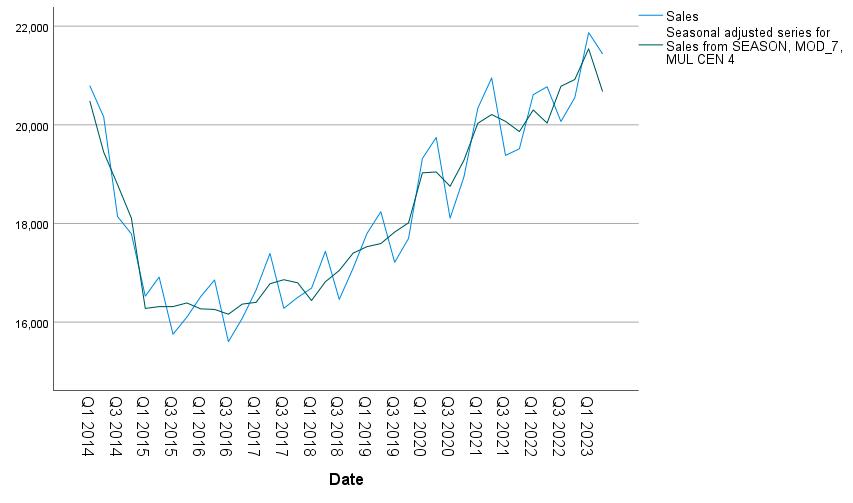 22,000
20,000
18,000
16,000
Q1 2014
Q3 2014
Q1 2015
Q3 2015
Q1 2016
Q3 2016
Q1 2017
Q3 2017
Q1 2018
Q3 2018
Q1 2019
Q3 2019
Q1 2020
Q3 2020
Q1 2021
Q3 2021
Q1 2022
Q3 2022
Q1 2023
Date
Sales
Seasonal adjusted series for
Sales from SEASON, MOD_7,
MUL CEN 4